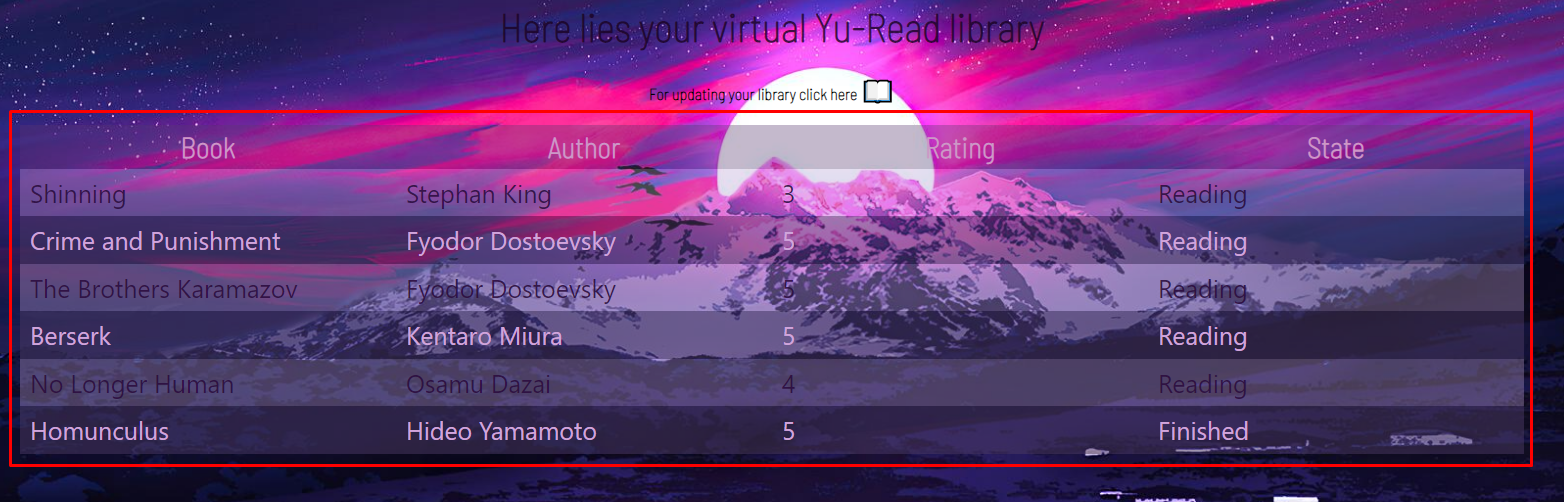 Here lies your virtual Yu-Read library
For updating your library click here
Book Author Rating State
Shinning Stephan King 3 Reading
Crime and Punishment Fyodor Dostoevsky 5 Reading
The Brothers Karamazov Fyodor Dostoevsky 5 Reading
Berserk Kentaro Miura 5 Reading
No Longer Human Osamu Dazai 4 Reading
Homunculus Hideo Yamamoto 5 Finished